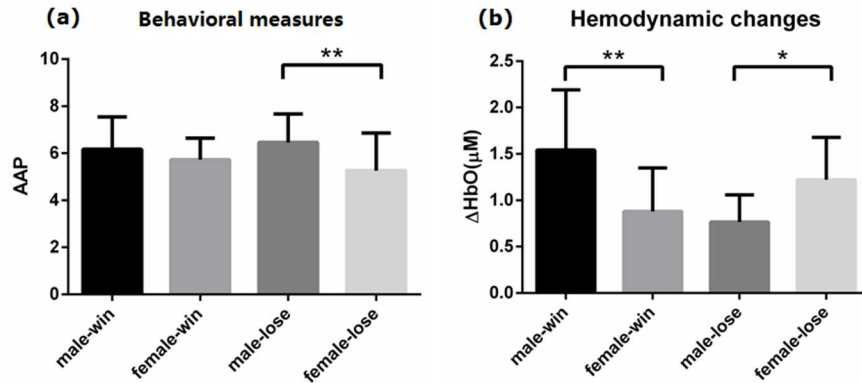 (a) Behavioral measures
**
10
8
6
4
2
0
AAP
male-win
female-win
male-lose
female-lose
(b) Hemodynamic changes
** *
2.5
2.0
1.5
1.0
0.5
0.0
ΔHbO(μM)
male-win
female-win
male-lose
female-lose